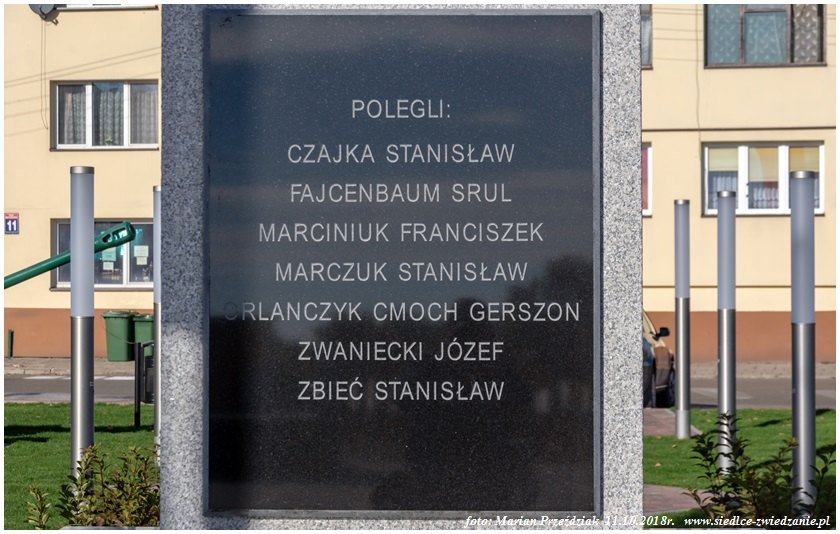 POLEGLI:
CZAJKA STANISŁAW
FAJCENBAUM SRUL
MARCINIUK FRANCISZEK
MARCZUK STANISŁAW
ORLANCZYK CMOCH GERSZON
ZWANIECKI JÓZEF
ZBIEĆ STANISŁAW
11
foto: Marian Przeździak 11.10.2018r. www.siedlce-zwiedzanie.pl